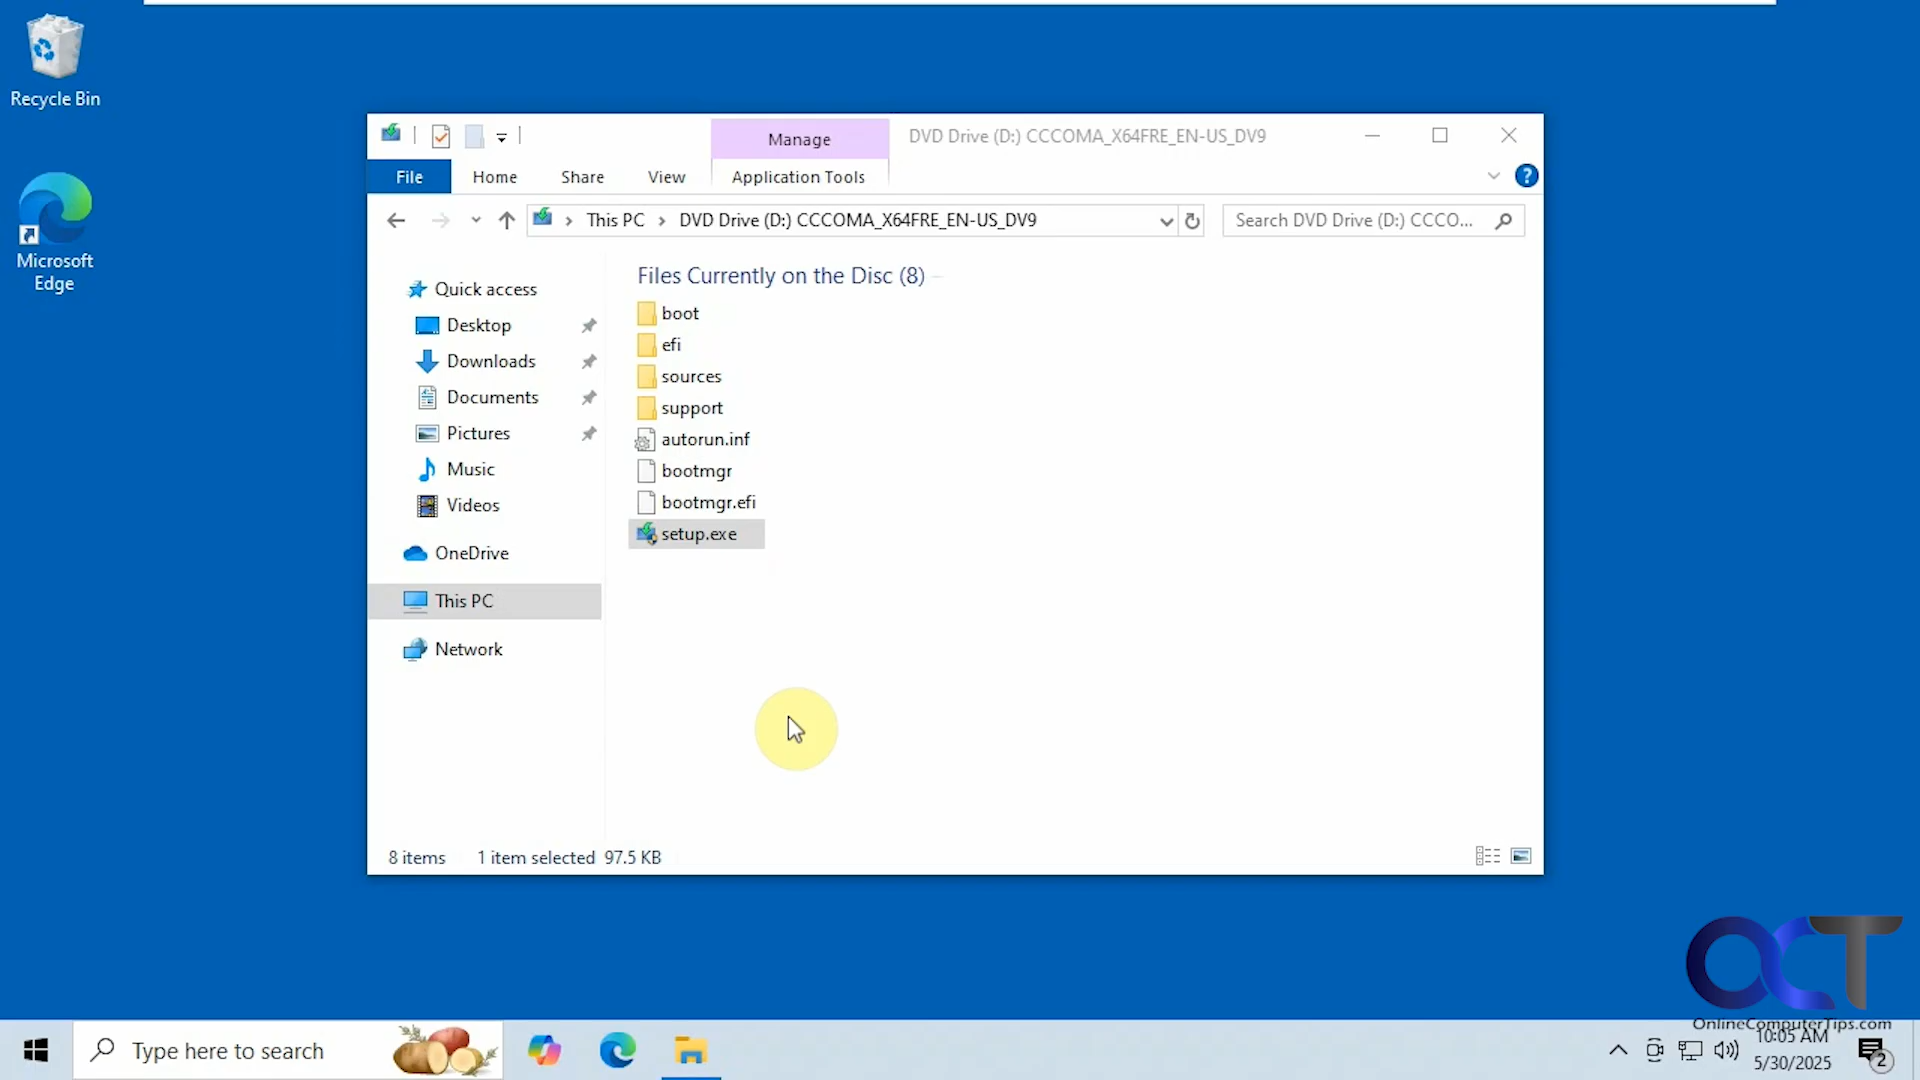 Recycle Bin
Microsoft
Edge
Manage
DVD Drive (D:) CCCOMA_X64FRE_EN-US_DV9
File
Home
Share
View
Application Tools
?
This PC
DVD Drive (D:) CCCOMA_X64FRE_EN-US_DV9
Search DVD Drive (D:) CCCO...
Quick access
Desktop
Downloads
Documents
Pictures
Music
Videos
OneDrive
This PC
Network
Files Currently on the Disc (8)
boot
efi
sources
support
autorun.inf
bootmgr
bootmgr.efi
setup.exe
8 items
1 item selected 97.5 KB
OCT
OnlineComputerTips.com
Type here to search
10:05 AM
5/30/2025
2